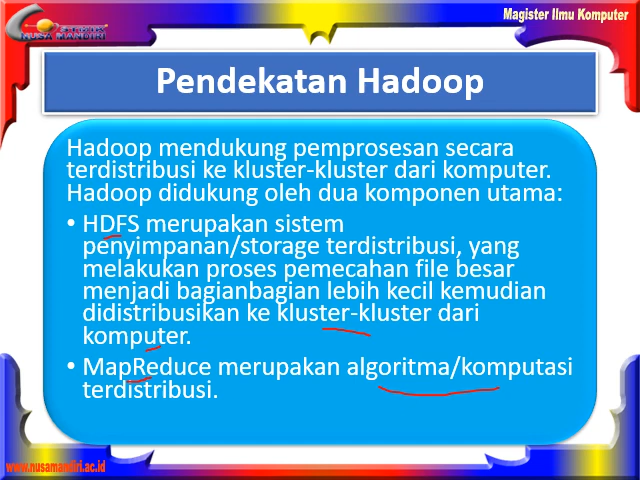 NUSA MANDIRI
Magister Ilmu Komputer
Pendekatan Hadoop
Hadoop mendukung pemprosesan secara
terdistribusi ke kluster-kluster dari komputer.
Hadoop didukung oleh dua komponen utama:
• HDFS merupakan sistem
penyimpanan/storage terdistribusi, yang
melakukan proses pemecahan file besar
menjadi bagianbagian lebih kecil kemudian
didistribusikan ke kluster-kluster dari
komputer.
• MapReduce merupakan algoritma/komputasi
terdistribusi.
www.nusamandiri.ac.id